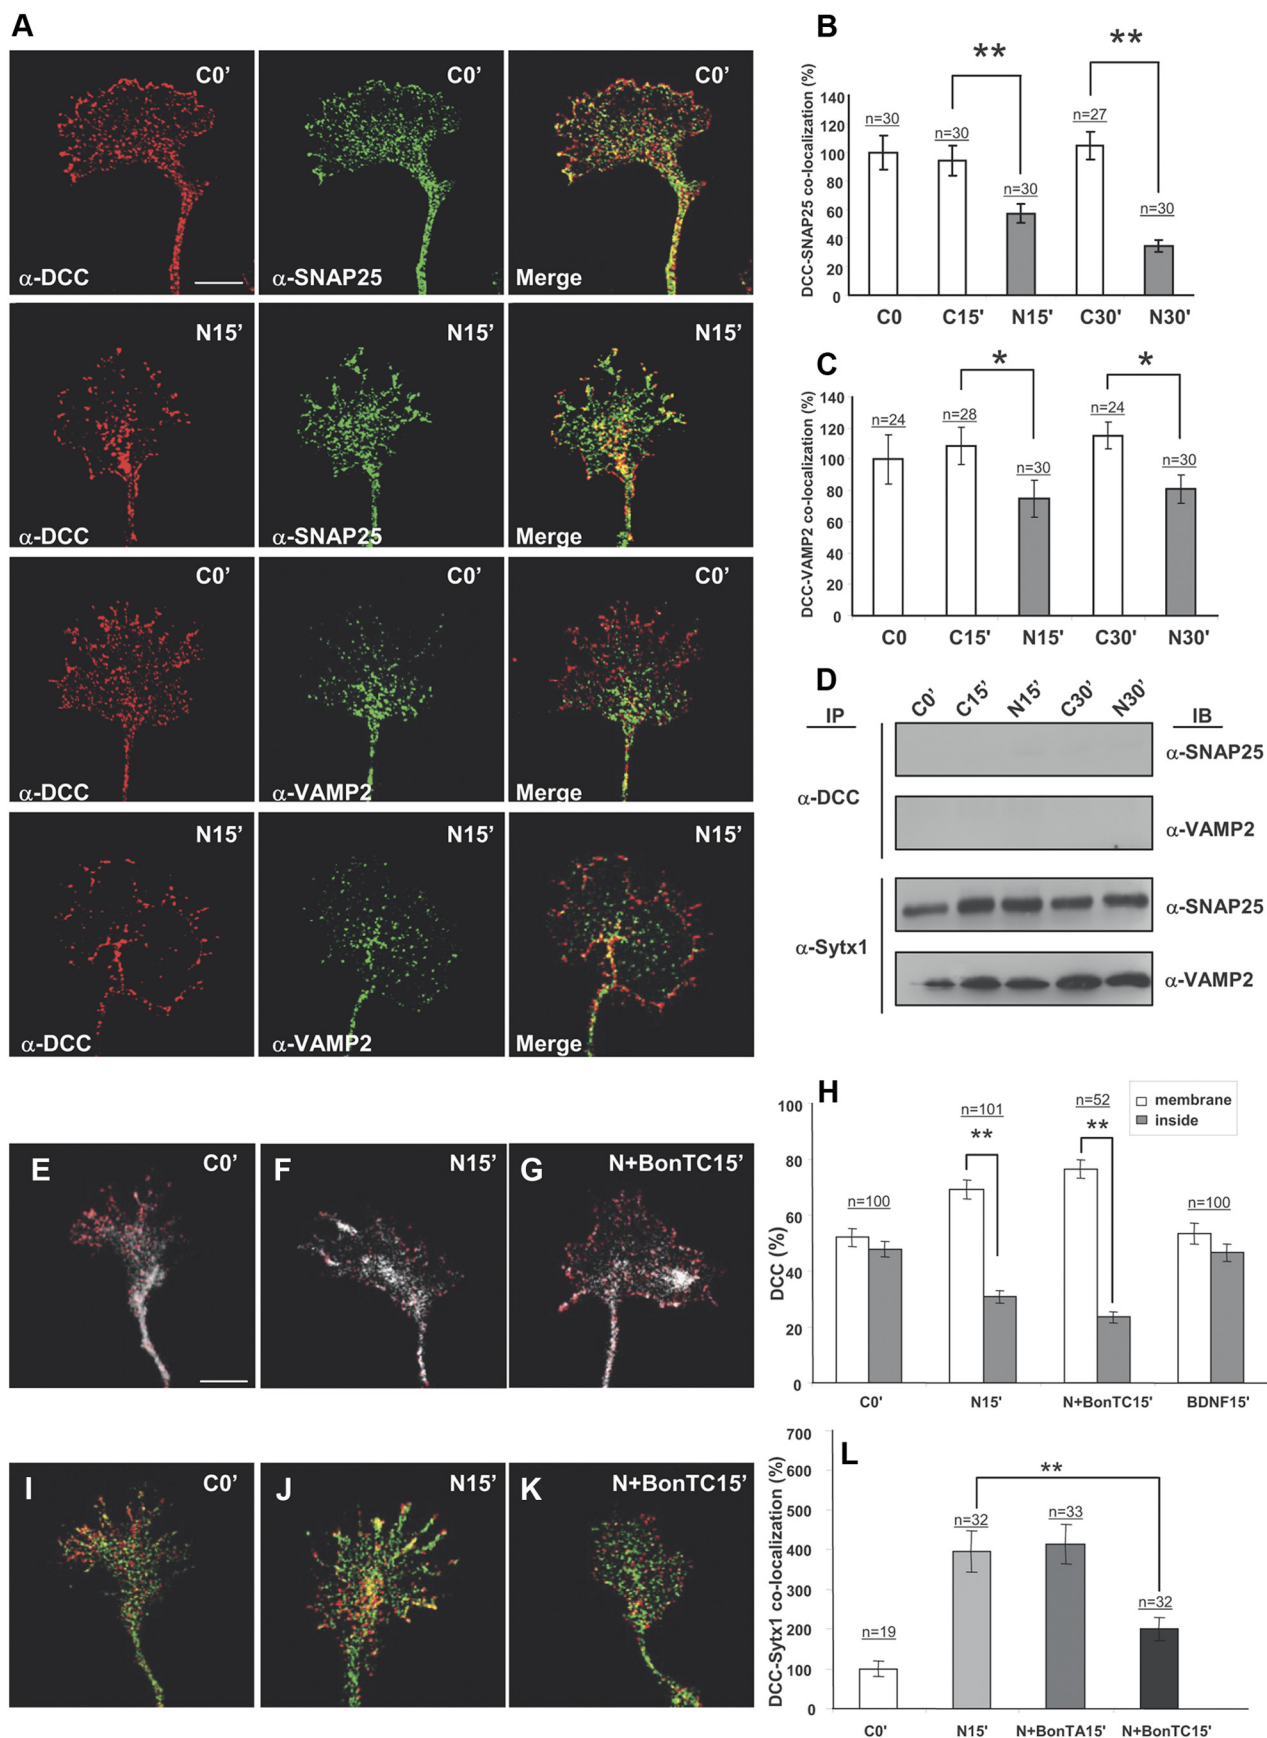 A
C0’ C0’ C0’
α-DCC α-SNAP25 Merge
N15’ N15’ N15’
α-DCC α-SNAP25 Merge
C0’ C0’ C0’
α-DCC α-VAMP2 Merge
N15’ N15’ N15’
α-DCC α-VAMP2 Merge
B
DCC-SNAP25 co-localization (%)
** **
140
120
100
80
60
40
20
0
n=30 n=30 n=30 n=27 n=30
C0 C15' N15' C30' N30'
C
DCC-VAMP2 co-localization (%)
* *
140
120
100
80
60
40
20
0
n=24 n=28 n=30 n=24 n=30
C0 C15' N15' C30' N30'
D
C0’ C15’ N15’ C30’ N30’
IP IB
α-DCC
α-SNAP25
α-VAMP2
α-Sytx1
α-SNAP25
α-VAMP2
E C0’
F N15’
G N+BonTC15’
H
membrane
inside
DCC (%)
100
80
60
40
20
0
n=100 n=101 n=52 n=100
** **
C0' N15' N+BonTC15' BDNF15'
I C0’
J N15’
K N+BonTC15’
L
DCC-Sytx1 co-localization (%)
700
600
500
400
300
200
100
0
**
n=19 n=32 n=33 n=32
C0' N15' N+BonTA15' N+BonTC15'